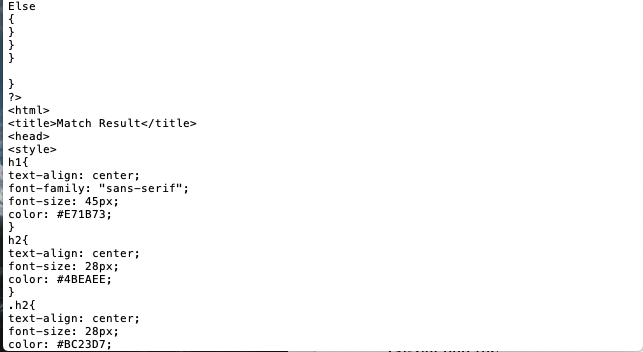 Else
{
}
}
}
}
?>
<html>
<title>Match Result</title>
<head>
<style>
h1{
text-align: center;
font-family: "sans-serif";
font-size: 45px;
color: #E71B73;
}
h2{
text-align: center;
font-size: 28px;
color: #4BEAEE;
}
.h2{
text-align: center;
font-size: 28px;
color: #BC23D7;